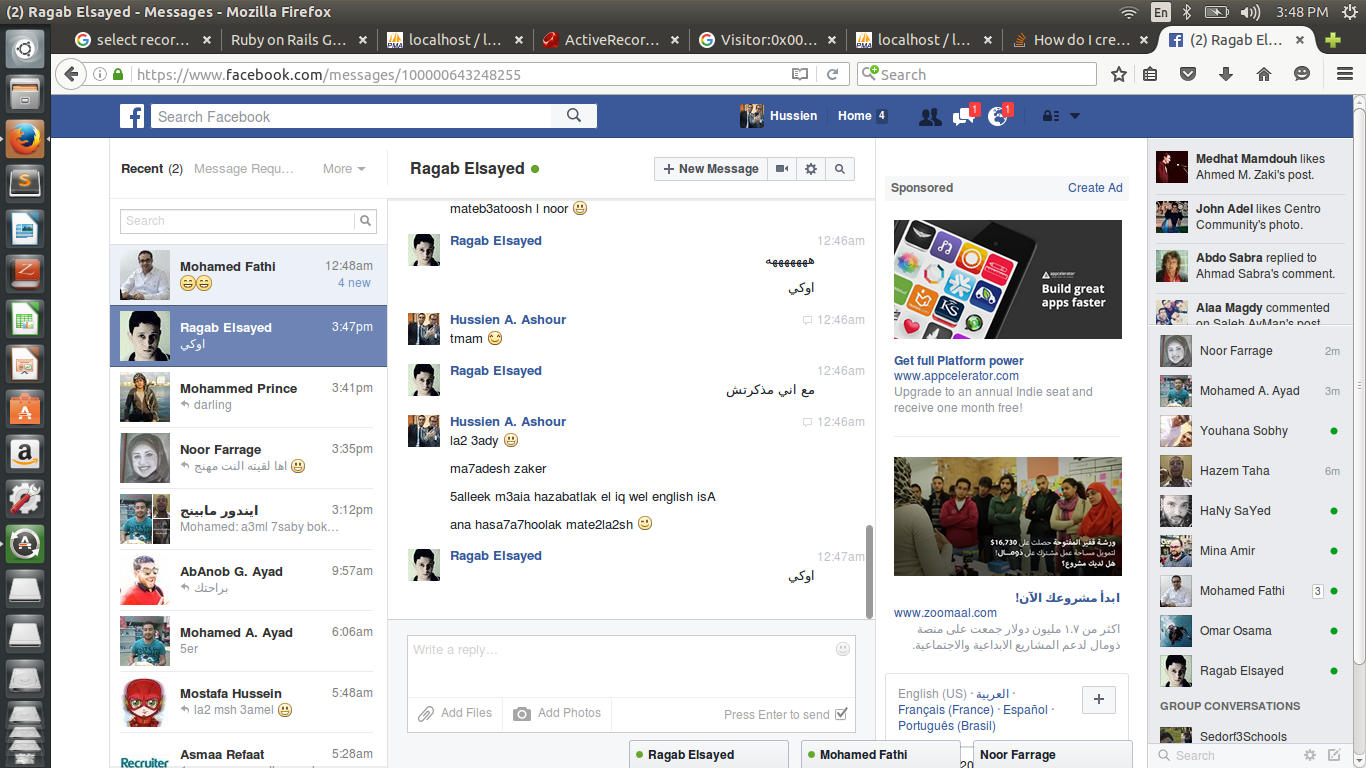 (2) Ragab Elsayed - Messages - Mozilla Firefox
En
3:48 PM
select recor…
Ruby on Rails G…
localhost / l…
ActiveRecor…
Visitor:0x00…
localhost / l…
How do I cre…
(2) Ragab El…
https://www.facebook.com/messages/100000643248255
Search
Search Facebook
Hussien
Home 4
1
1
Recent (2)
Message Requ…
More
Search
Mohamed Fathi
12:48am
4 new
Ragab Elsayed
3:47pm
اوكي
Mohammed Prince
3:41pm
darling
Noor Farrage
3:35pm
اها لقيته النت مهنج
ايندور مابينج
3:12pm
Mohamed: a3ml 7saby bok…
AbAnob G. Ayad
9:57am
براحتك
Mohamed A. Ayad
6:06am
5er
Mostafa Hussein
5:48am
la2 msh 3amel
Recruiter
Asmaa Refaat
5:28am
Ragab Elsayed
New Message
mateb3atoosh l noor
Ragab Elsayed
12:46am
هههههههه
اوكي
Hussien A. Ashour
12:46am
tmam
Ragab Elsayed
12:46am
مع اني مذكرتش
Hussien A. Ashour
12:46am
la2 3ady
ma7adesh zaker
5alleek m3aia hazabatlak el iq wel english isA
ana hasa7a7hoolak mate2la2sh
Ragab Elsayed
12:47am
اوكي
Write a reply…
Add Files
Add Photos
Press Enter to send
Sponsored
Create Ad
appcelerator
Build great
apps faster
Get full Platform power
www.appcelerator.com
Upgrade to an annual Indie seat and
receive one month free!
ورشة قفير المفتوحة حصلت على 16,730$
لتمويل مساحة عمل مشترك على ذومال!
هل لديك مشروع؟
ابدأ مشروعك الآن!
www.zoomaal.com
اكثر من ١.٧ مليون دولار جمعت على منصة
ذومال لدعم المشاريع الابداعية والاجتماعية.
English (US) · العربية ·
Français (France) · Español ·
Português (Brasil)
Medhat Mamdouh likes
Ahmed M. Zaki's post.
John Adel likes Centro
Community's photo.
Abdo Sabra replied to
Ahmad Sabra's comment.
Alaa Magdy commented
on Saleh AyMan's post
Noor Farrage
2m
Mohamed A. Ayad
3m
Youhana Sobhy
Hazem Taha
6m
HaNy SaYed
Mina Amir
Mohamed Fathi
3
Omar Osama
Ragab Elsayed
GROUP CONVERSATIONS
Sedorf3Schools
Search
Ragab Elsayed
Mohamed Fathi
Noor Farrage